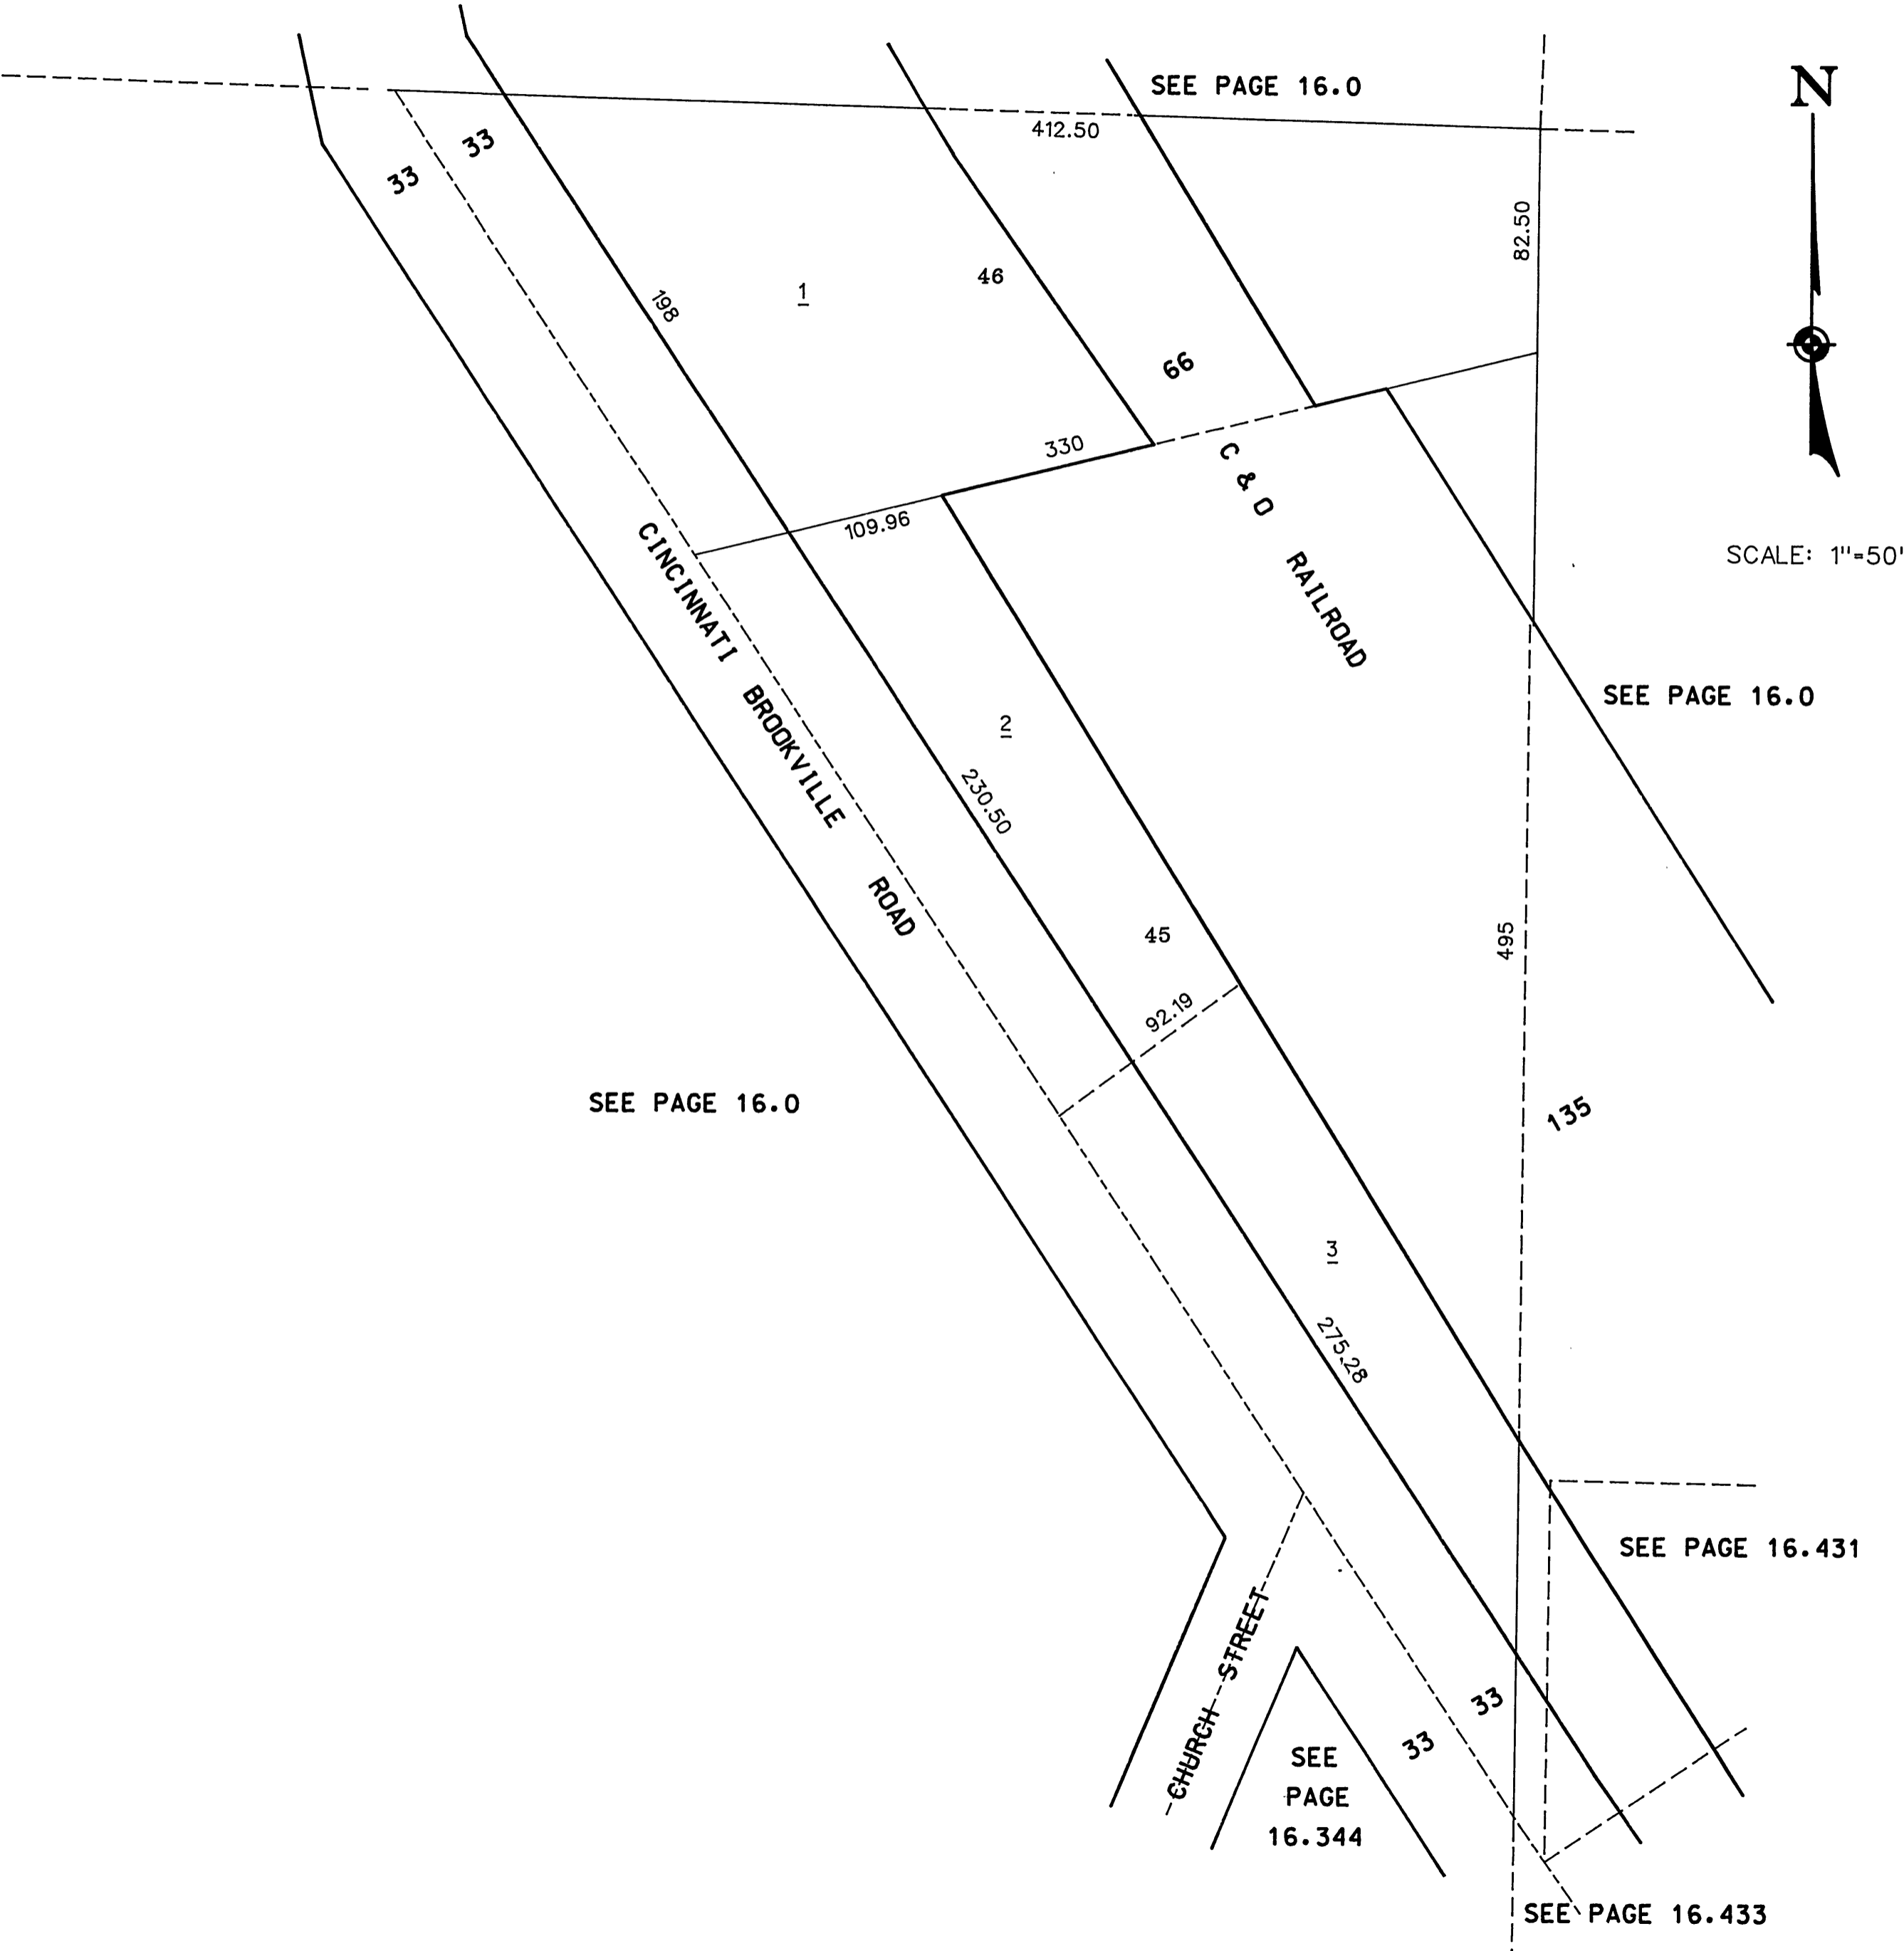 SEE PAGE 16.0
N
412.50
33
33
82.50
198
1
46
66
330
109.96
C & O RAILROAD
SCALE: 1"=50'
CINCINNATI BROOKVILLE ROAD
SEE PAGE 16.0
2
230.50
45
495
92.19
SEE PAGE 16.0
135
3
275.28
SEE PAGE 16.431
CHURCH STREET
33
33
SEE
PAGE
16.344
SEE PAGE 16.433